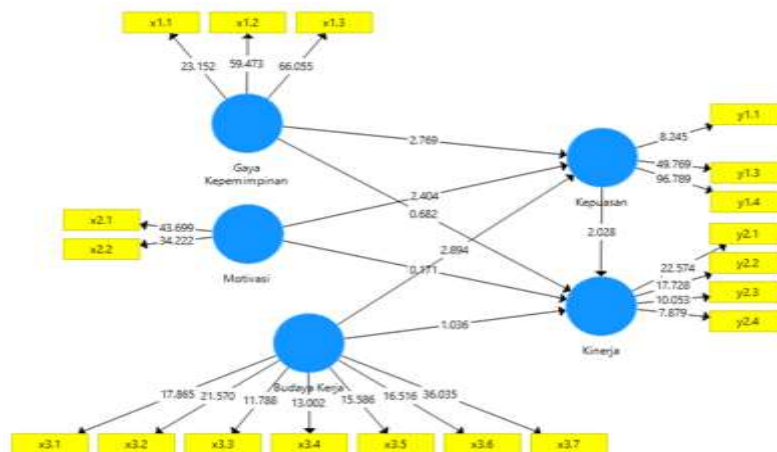 x1.1 x1.2 x1.3
23.152 59.473 66.055
Gaya
Kepemimpinan
2.769
y1.1
8.245
y1.3
49.769
y1.4
96.789
Kepuasan
2.404
0.682
x2.1
43.699
x2.2
34.222
Motivasi
2.894
0.171
2.028
y2.1
22.574
y2.2
17.728
y2.3
10.053
y2.4
7.879
Kinerja
1.036
Budaya Kerja
17.865 21.570 11.788 13.002 15.586 16.516 36.035
x3.1 x3.2 x3.3 x3.4 x3.5 x3.6 x3.7